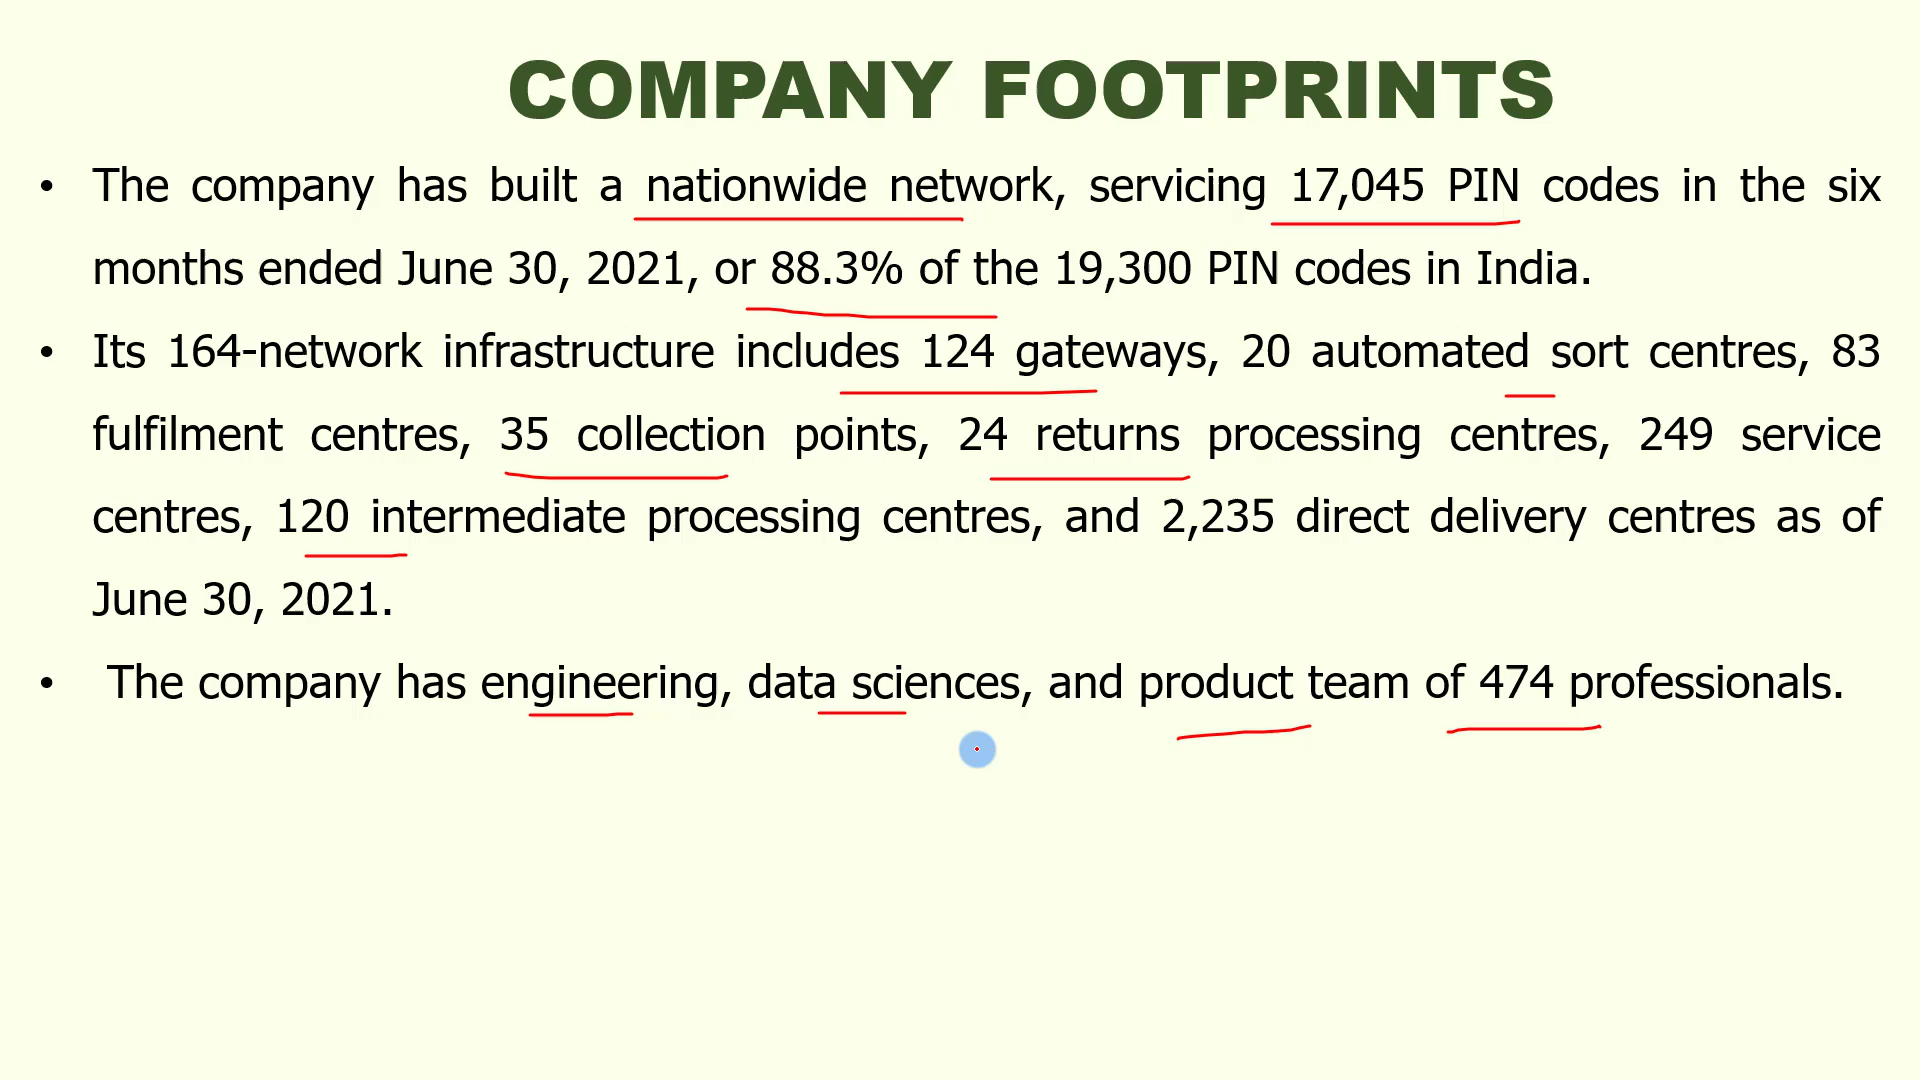 COMPANY FOOTPRINTS
• The company has built a nationwide network, servicing 17,045 PIN codes in the six
months ended June 30, 2021, or 88.3% of the 19,300 PIN codes in India.
• Its 164-network infrastructure includes 124 gateways, 20 automated sort centres, 83
fulfilment centres, 35 collection points, 24 returns processing centres, 249 service
centres, 120 intermediate processing centres, and 2,235 direct delivery centres as of
June 30, 2021.
• The company has engineering, data sciences, and product team of 474 professionals.